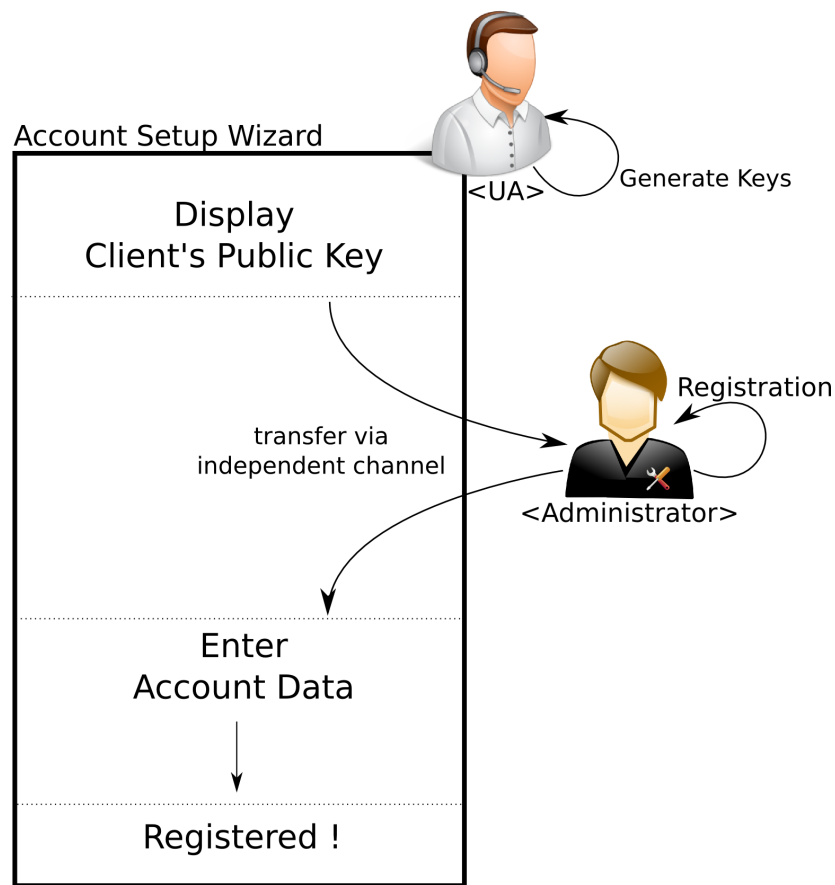 Account Setup Wizard
<UA>
Generate Keys
Display
Client's Public Key
Registration
transfer via
independent channel
<Administrator>
Enter
Account Data
Registered !